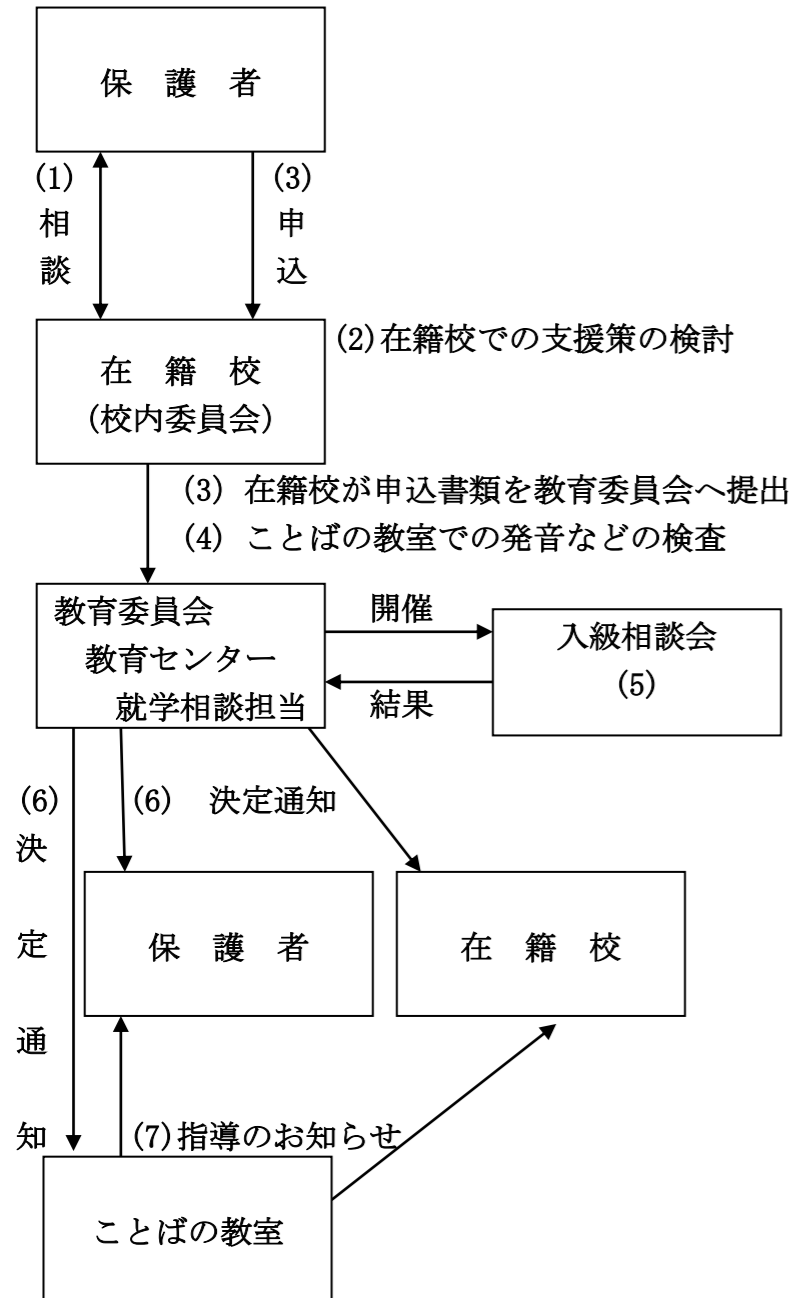 保　護　者
(1)
相
談
(3)
申
込
在　籍　校
(校内委員会)
(2)在籍校での支援策の検討
(3) 在籍校が申込書類を教育委員会へ提出
(4) ことばの教室での発音などの検査
教育委員会
教育センター
就学相談担当
開催
結果
入級相談会
(5)
(6)
決
定
通
知
(6)　決定通知
保　護　者
在　籍　校
(7)指導のお知らせ
ことばの教室